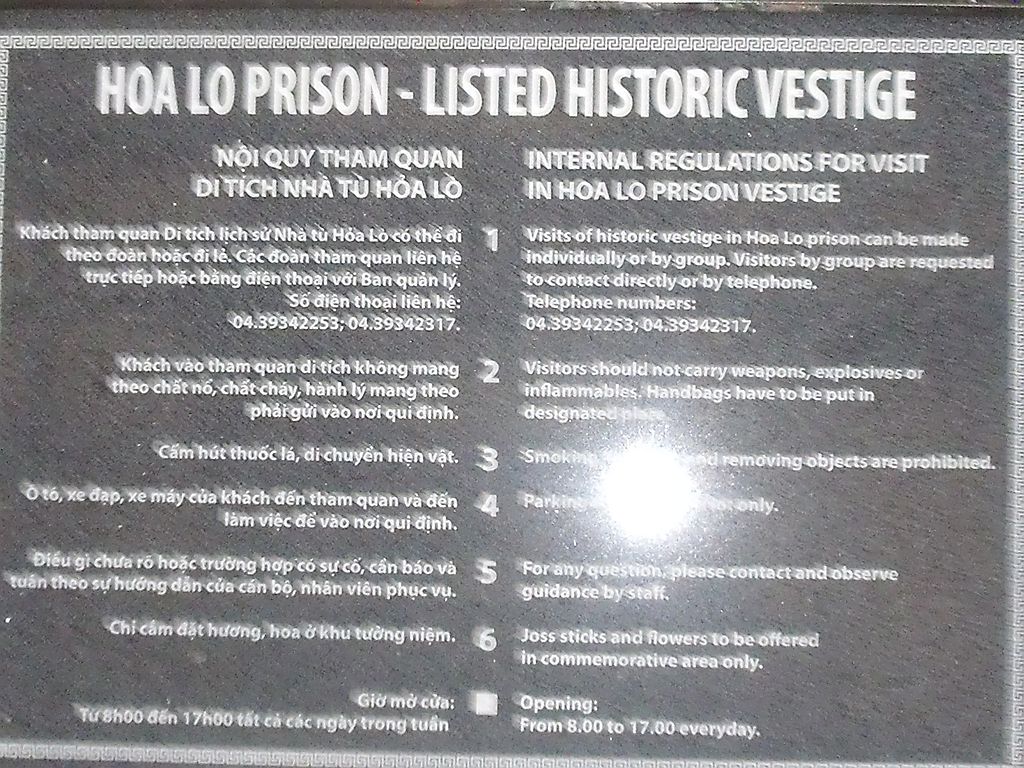 HOA LO PRISON - LISTED HISTORIC VESTIGE
NỘI QUY THAM QUAN
DI TÍCH NHÀ TÙ HỎA LÒ
Khách tham quan Di tích lịch sử Nhà tù Hỏa Lò có thể đi
theo đoàn hoặc đi lẻ. Các đoàn tham quan liên hệ
trực tiếp hoặc bằng điện thoại với Ban quản lý.
Số điện thoại liên hệ:
04.39342253; 04.39342317.
Khách vào tham quan di tích không mang
theo chất nổ, chất cháy, hành lý mang theo
phải gửi vào nơi qui định.
Cấm hút thuốc lá, di chuyển hiện vật.
Ô tô, xe đạp, xe máy của khách đến tham quan và đến
làm việc để vào nơi qui định.
Điều gì chưa rõ hoặc trường hợp có sự cố, cần báo và
tuân theo sự hướng dẫn của cán bộ, nhân viên phục vụ.
Chỉ cắm đặt hương, hoa ở khu tưởng niệm.
Giờ mở cửa:
Từ 8h00 đến 17h00 tất cả các ngày trong tuần
INTERNAL REGULATIONS FOR VISIT
IN HOA LO PRISON VESTIGE
1 Visits of historic vestige in Hoa Lo prison can be made
individually or by group. Visitors by group are requested
to contact directly or by telephone.
Telephone numbers:
04.39342253; 04.39342317.
2 Visitors should not carry weapons, explosives or
inflammables. Handbags have to be put in
designated place.
3 Smoking removing objects are prohibited.
4 only.
5 For any question, please contact and observe
guidance by staff.
6 Joss sticks and flowers to be offered
in commemorative area only.
Opening:
From 8.00 to 17.00 everyday.